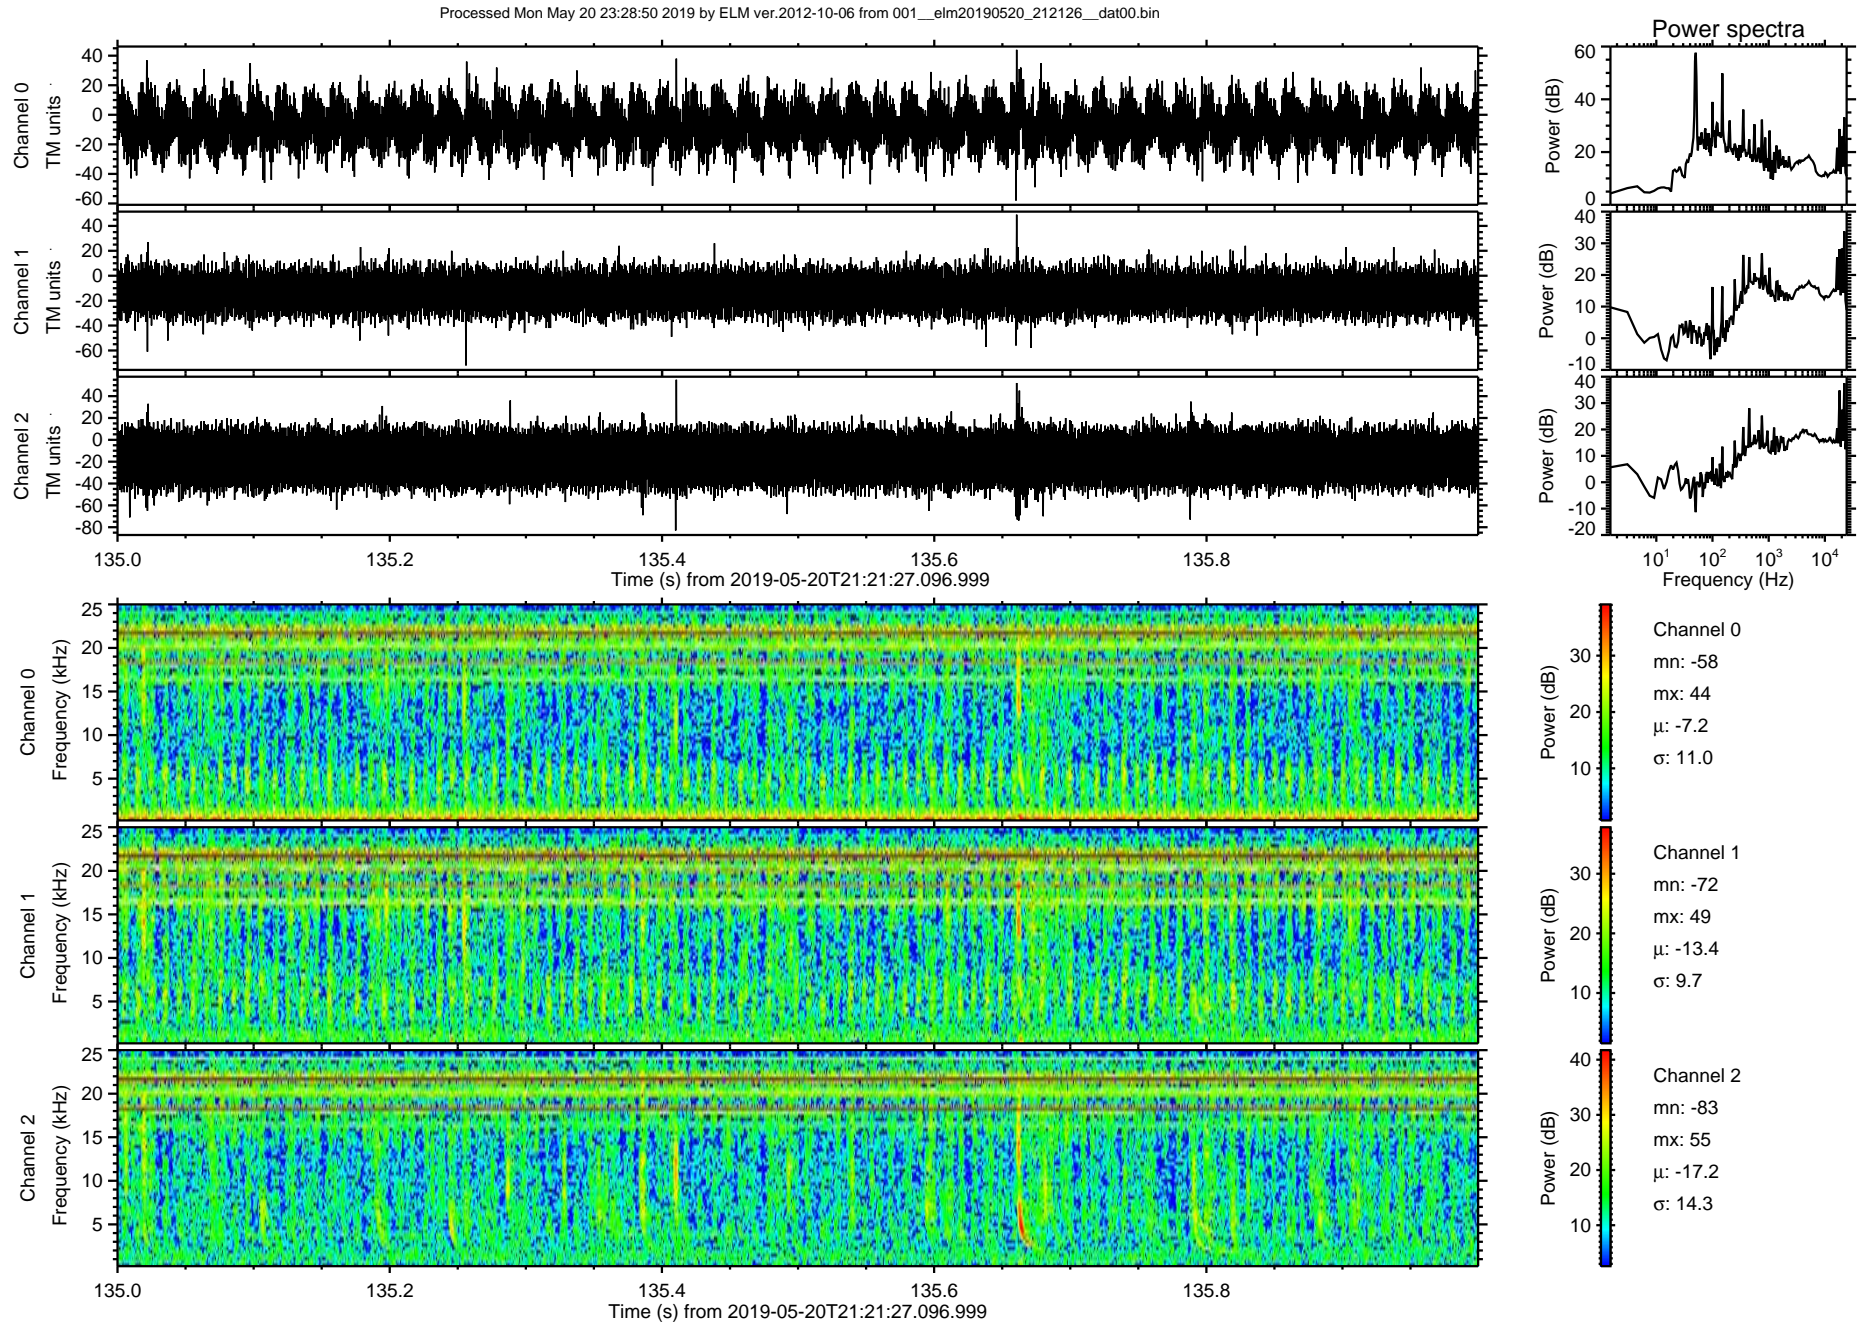 Processed Mon May 20 23:28:50 2019 by ELM ver.2012-10-06 from 001__elm20190520_212126__dat00.bin
Power spectra
Channel 0
TM units
40
20
0
-20
-40
-60
Power (dB)
60
40
20
0
Channel 1
TM units
40
20
0
-20
-40
-60
Power (dB)
40
30
20
10
0
-10
Channel 2
TM units
40
20
0
-20
-40
-60
-80
Power (dB)
40
30
20
10
0
-10
-20
135.0 135.2 135.4 135.6 135.8
Time (s) from 2019-05-20T21:21:27.096.999
10¹ 10² 10³ 10⁴
Frequency (Hz)
Channel 0
Frequency (kHz)
25
20
15
10
5
Power (dB)
30
20
10
Channel 0
mn: -58
mx: 44
μ: -7.2
σ: 11.0
Channel 1
Frequency (kHz)
25
20
15
10
5
Power (dB)
30
20
10
Channel 1
mn: -72
mx: 49
μ: -13.4
σ: 9.7
Channel 2
Frequency (kHz)
25
20
15
10
5
Power (dB)
40
30
20
10
Channel 2
mn: -83
mx: 55
μ: -17.2
σ: 14.3
135.0 135.2 135.4 135.6 135.8
Time (s) from 2019-05-20T21:21:27.096.999